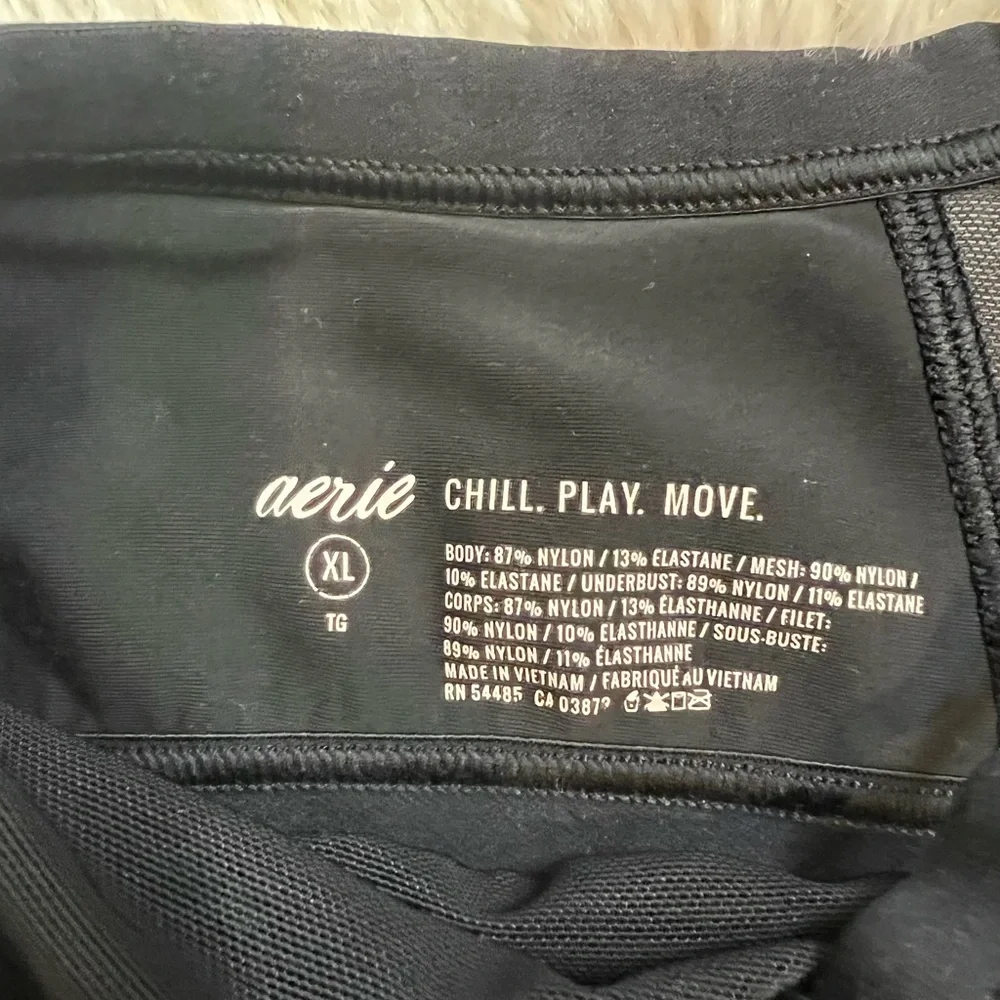 aerie CHILL. PLAY. MOVE.
XL
TG
BODY: 87% NYLON / 13% ELASTANE / MESH: 90% NYLON /
10% ELASTANE / UNDERBUST: 89% NYLON / 11% ELASTANE
CORPS: 87% NYLON / 13% ÉLASTHANNE / FILET:
90% NYLON / 10% ÉLASTHANNE / SOUS-BUSTE:
89% NYLON / 11% ÉLASTHANNE
MADE IN VIETNAM / FABRIQUÉ AU VIETNAM
RN 54485 CA